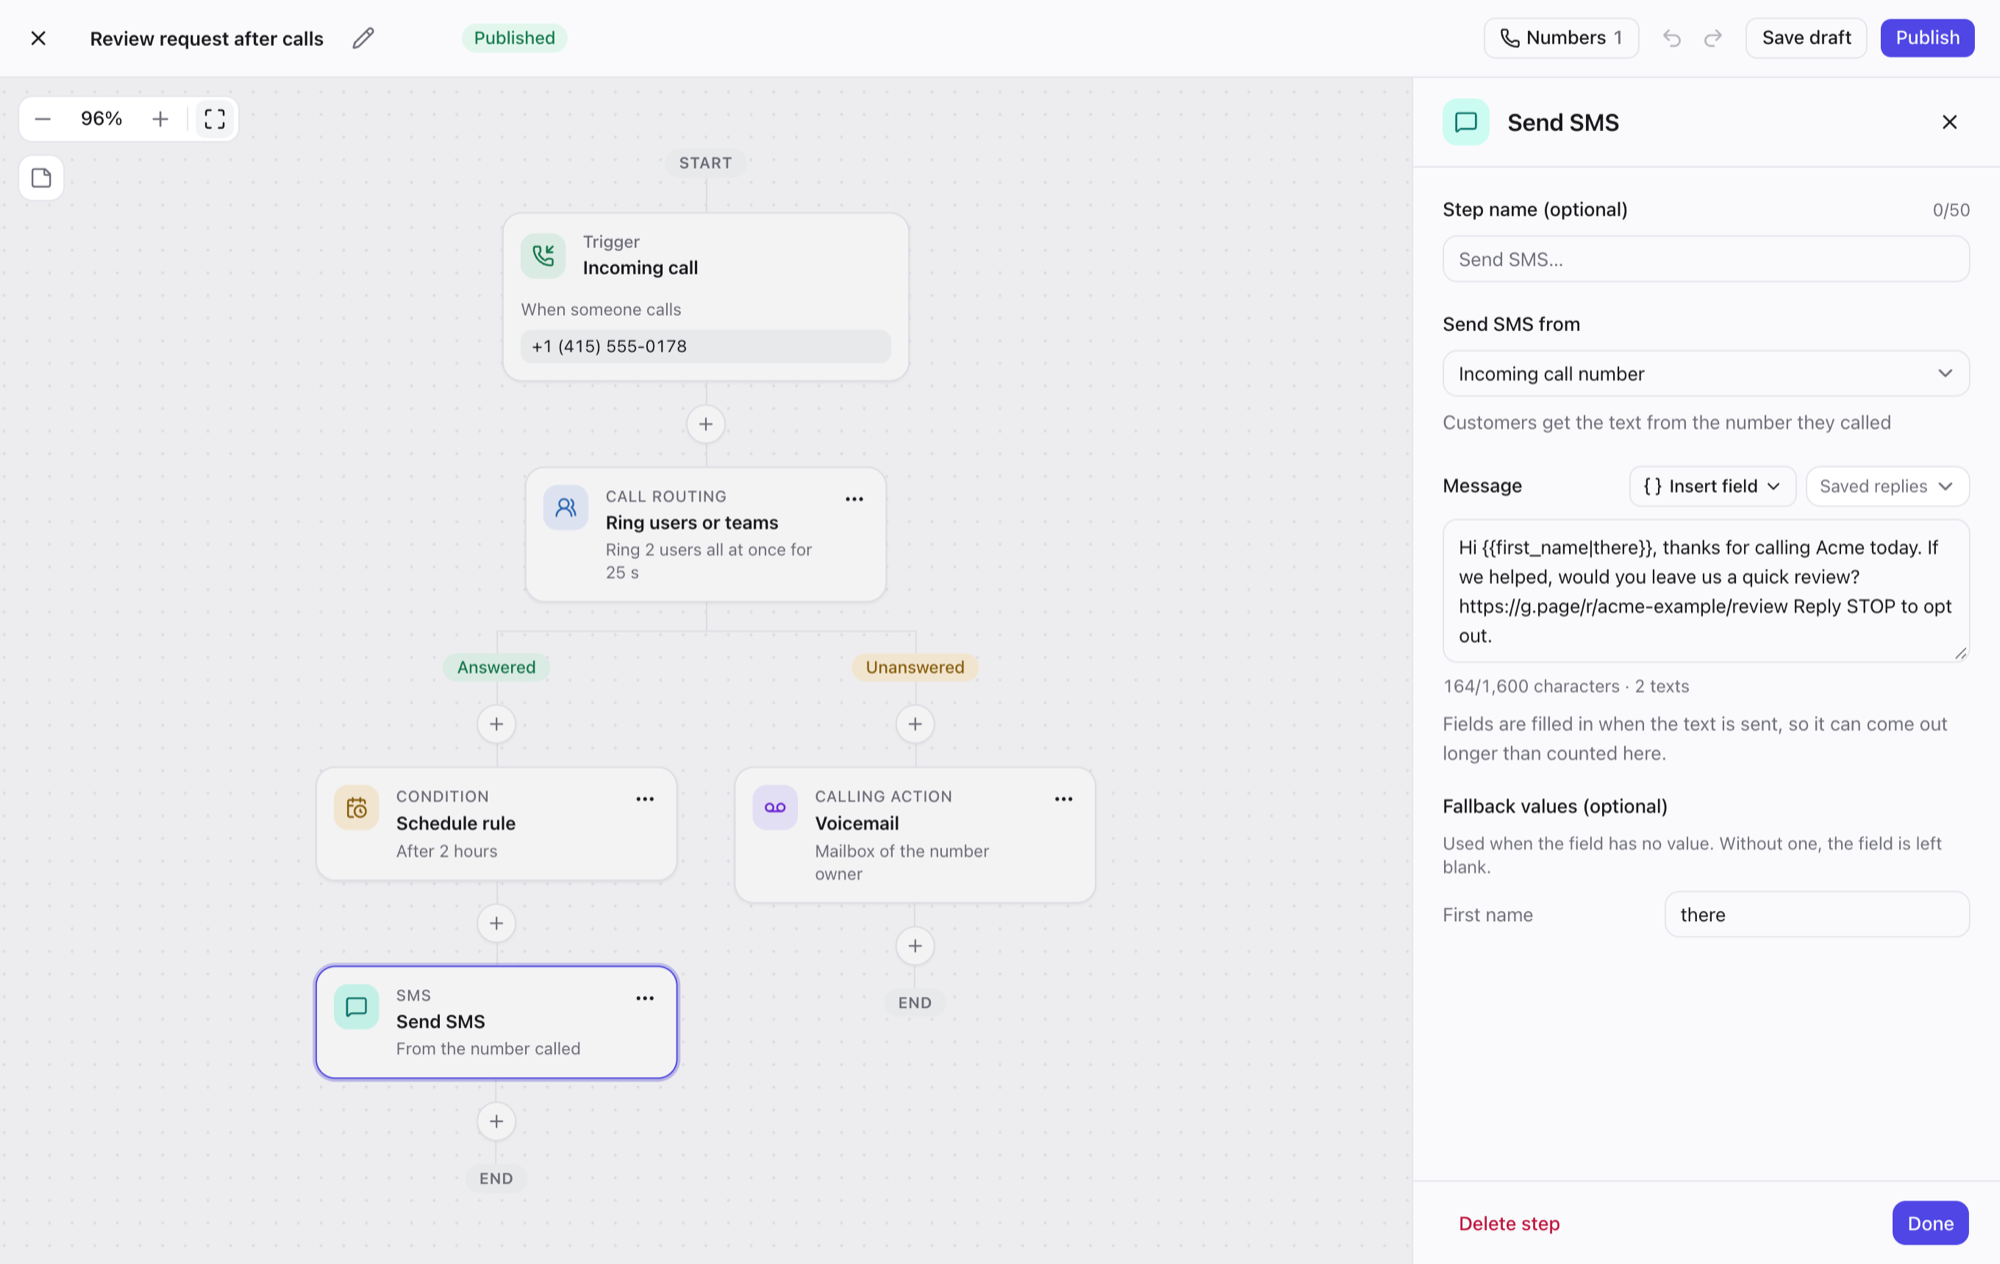 Review request after calls
Published
Numbers 1
Save draft
Publish
96%
START
Trigger
Incoming call
When someone calls
+1 (415) 555-0178
CALL ROUTING
Ring users or teams
Ring 2 users all at once for
25 s
Answered
Unanswered
CONDITION
Schedule rule
After 2 hours
CALLING ACTION
Voicemail
Mailbox of the number
owner
SMS
Send SMS
From the number called
END
END
Send SMS
Step name (optional)
0/50
Send SMS...
Send SMS from
Incoming call number
Customers get the text from the number they called
Message
{ } Insert field
Saved replies
Hi {{first_name|there}}, thanks for calling Acme today. If
we helped, would you leave us a quick review?
https://g.page/r/acme-example/review Reply STOP to opt
out.
164/1,600 characters · 2 texts
Fields are filled in when the text is sent, so it can come out
longer than counted here.
Fallback values (optional)
Used when the field has no value. Without one, the field is left
blank.
First name
there
Delete step
Done